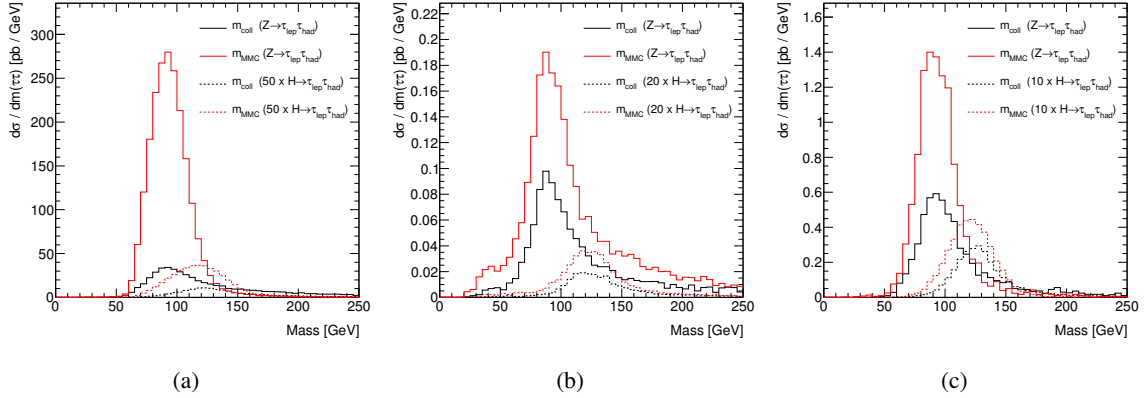 dσ / dm(ττ) [pb / GeV]
300
250
200
150
100
50
0
m_coll (Z→τ_lep τ_had)
m_MMC (Z→τ_lep τ_had)
m_coll (50 x H→τ_lep τ_had)
m_MMC (50 x H→τ_lep τ_had)
0 50 100 150 200 250
Mass [GeV]
(a)
dσ / dm(ττ) [pb / GeV]
0.22
0.2
0.18
0.16
0.14
0.12
0.1
0.08
0.06
0.04
0.02
0
m_coll (Z→τ_lep τ_had)
m_MMC (Z→τ_lep τ_had)
m_coll (20 x H→τ_lep τ_had)
m_MMC (20 x H→τ_lep τ_had)
0 50 100 150 200 250
Mass [GeV]
(b)
dσ / dm(ττ) [pb / GeV]
1.6
1.4
1.2
1
0.8
0.6
0.4
0.2
0.0
m_coll (Z→τ_lep τ_had)
m_MMC (Z→τ_lep τ_had)
m_coll (10 x H→τ_lep τ_had)
m_MMC (10 x H→τ_lep τ_had)
0 50 100 150 200 250
Mass [GeV]
(c)